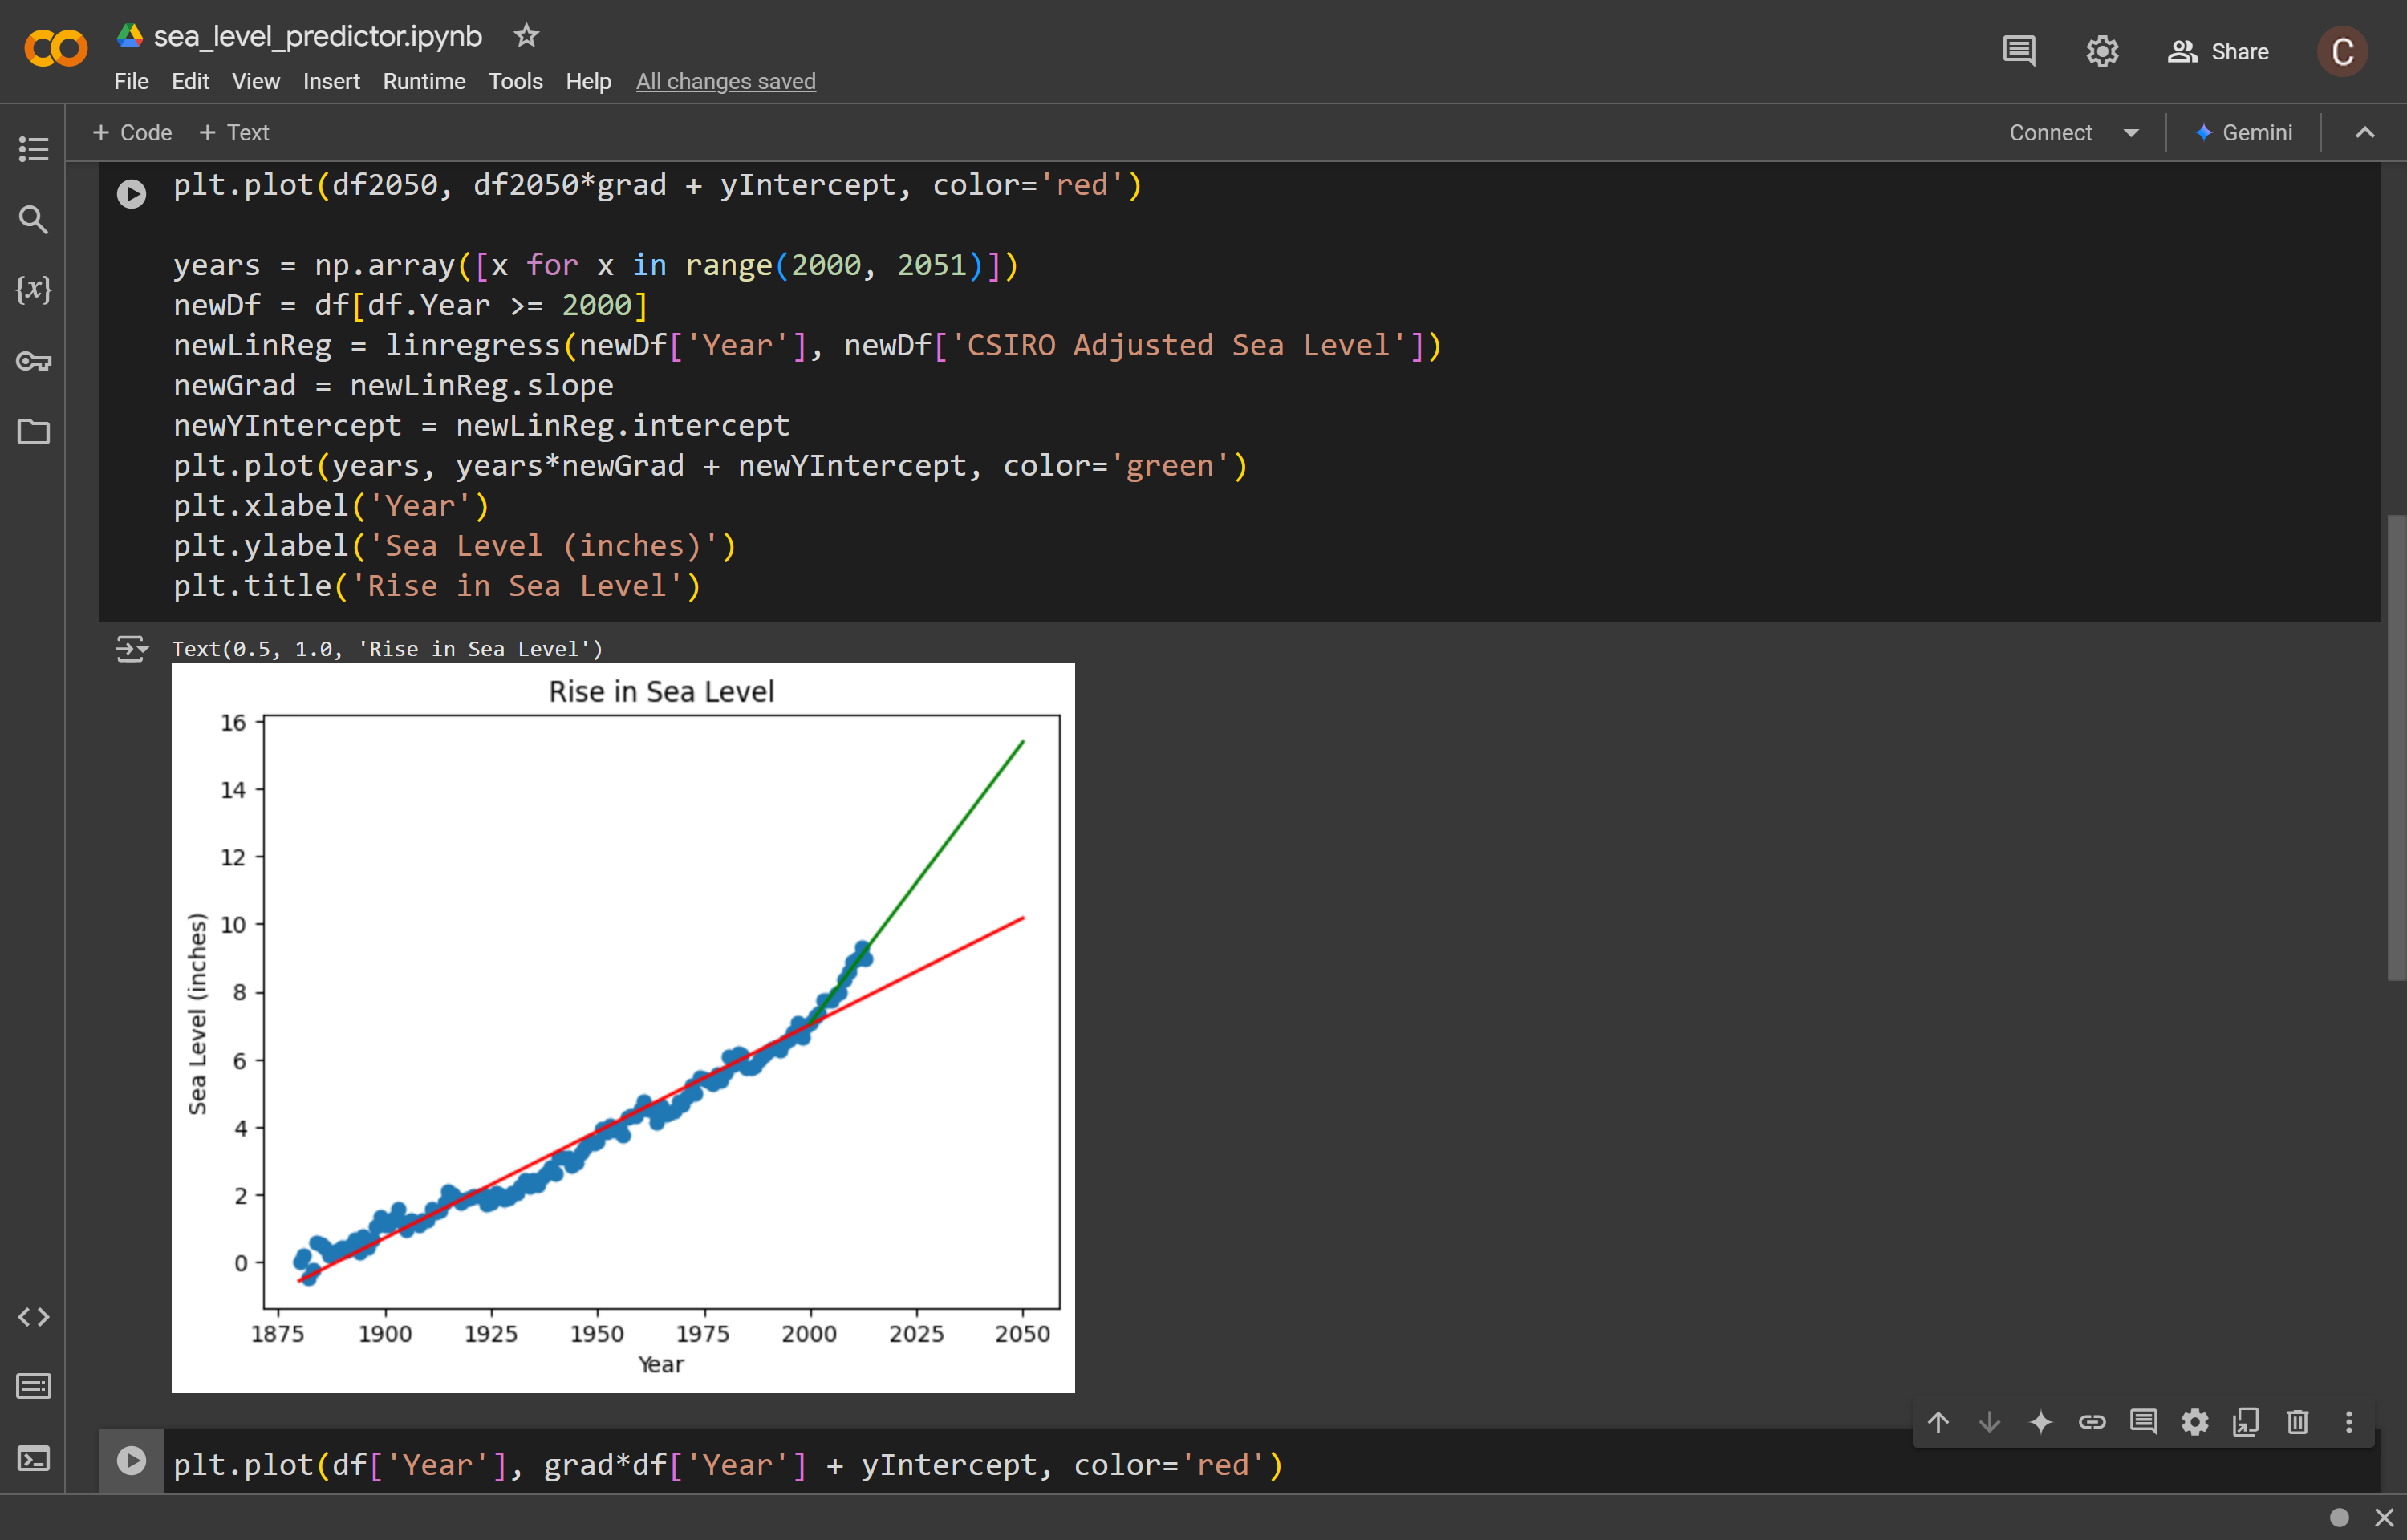 sea_level_predictor.ipynb
Share
C
File Edit View Insert Runtime Tools Help All changes saved
+ Code + Text
Connect
Gemini
{x}
plt.plot(df2050, df2050*grad + yIntercept, color='red')
years = np.array([x for x in range(2000, 2051)])
newDf = df[df.Year >= 2000]
newLinReg = linregress(newDf['Year'], newDf['CSIRO Adjusted Sea Level'])
newGrad = newLinReg.slope
newYIntercept = newLinReg.intercept
plt.plot(years, years*newGrad + newYIntercept, color='green')
plt.xlabel('Year')
plt.ylabel('Sea Level (inches)')
plt.title('Rise in Sea Level')
Text(0.5, 1.0, 'Rise in Sea Level')
Rise in Sea Level
16
14
12
10
8
6
4
2
0
Sea Level (inches)
1875 1900 1925 1950 1975 2000 2025 2050
Year
plt.plot(df['Year'], grad*df['Year'] + yIntercept, color='red')